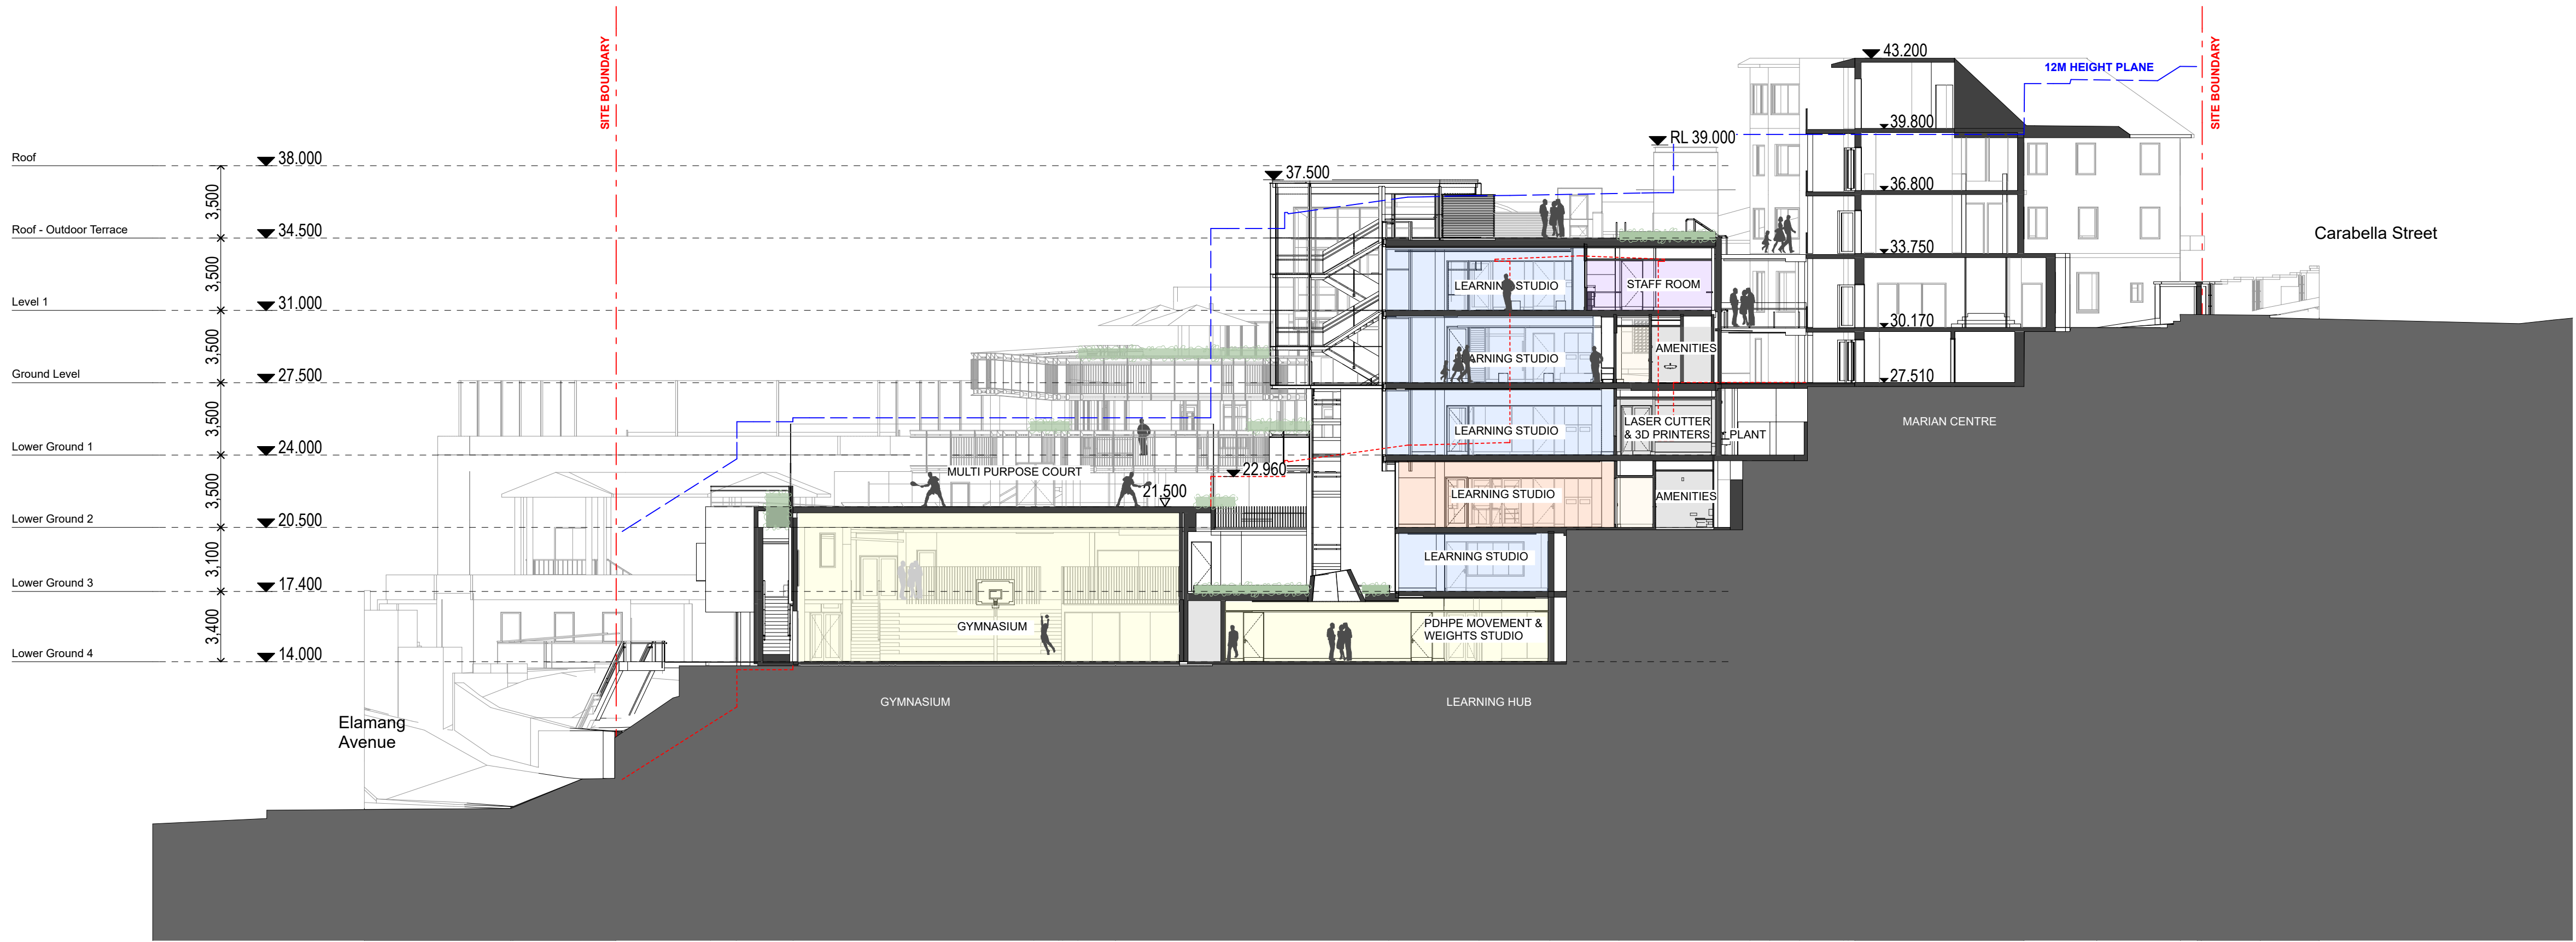 SITE BOUNDARY
43.200
12M HEIGHT PLANE
SITE BOUNDARY
39.800
RL 39.000
Roof
38.000
37.500
36.800
3,500
Roof - Outdoor Terrace
34.500
33.750
Carabella Street
3,500
LEARNING STUDIO
STAFF ROOM
Level 1
31.000
30.170
3,500
ARNING STUDIO
AMENITIES
Ground Level
27.500
27.510
3,500
LEARNING STUDIO
LASER CUTTER
& 3D PRINTERS
PLANT
MARIAN CENTRE
Lower Ground 1
24.000
MULTI PURPOSE COURT
22.960
3,500
21.500
LEARNING STUDIO
AMENITIES
Lower Ground 2
20.500
3,100
LEARNING STUDIO
Lower Ground 3
17.400
3,400
GYMNASIUM
PDHPE MOVEMENT &
WEIGHTS STUDIO
Lower Ground 4
14.000
GYMNASIUM
LEARNING HUB
Elamang
Avenue